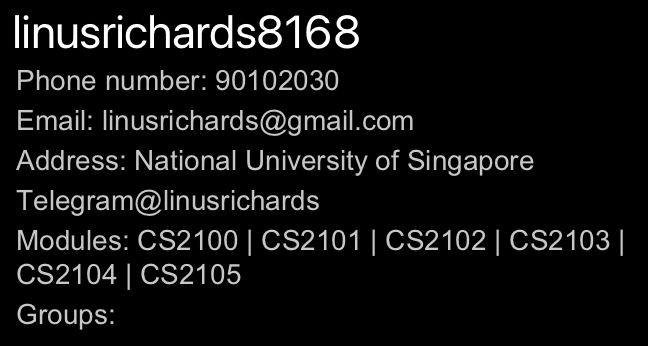 linusrichards8168
Phone number: 90102030
Email: linusrichards@gmail.com
Address: National University of Singapore
Telegram@linusrichards
Modules: CS2100 | CS2101 | CS2102 | CS2103 |
CS2104 | CS2105
Groups: